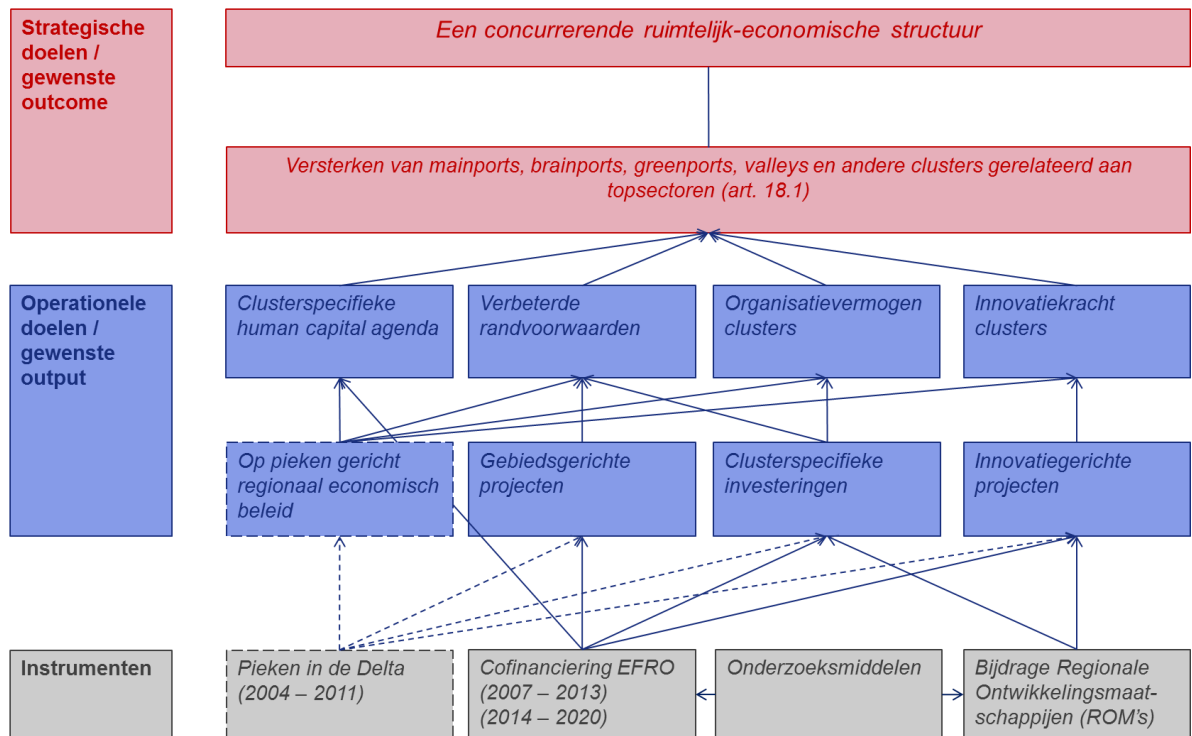 Strategische
doelen /
gewenste
outcome
Een concurrerende ruimtelijk-economische structuur
Versterken van mainports, brainports, greenports, valleys en andere clusters gerelateerd aan
topsectoren (art. 18.1)
Operationele
doelen /
gewenste
output
Clusterspecifieke
human capital agenda
Verbeterde
randvoorwaarden
Organisatievermogen
clusters
Innovatiekracht
clusters
Op pieken gericht
regionaal economisch
beleid
Gebiedsgerichte
projecten
Clusterspecifieke
investeringen
Innovatiegerichte
projecten
Instrumenten
Pieken in de Delta
(2004 – 2011)
Cofinanciering EFRO
(2007 – 2013)
(2014 – 2020)
Onderzoeksmiddelen
Bijdrage Regionale
Ontwikkelingsmaat-
schappijen (ROM's)